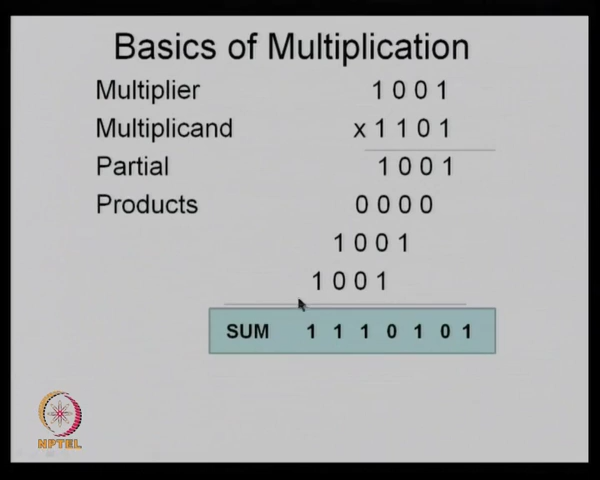 Basics of Multiplication
Multiplier 1 0 0 1
Multiplicand x 1 1 0 1
Partial 1 0 0 1
Products 0 0 0 0
1 0 0 1
1 0 0 1
SUM 1 1 1 0 1 0 1
NPTEL